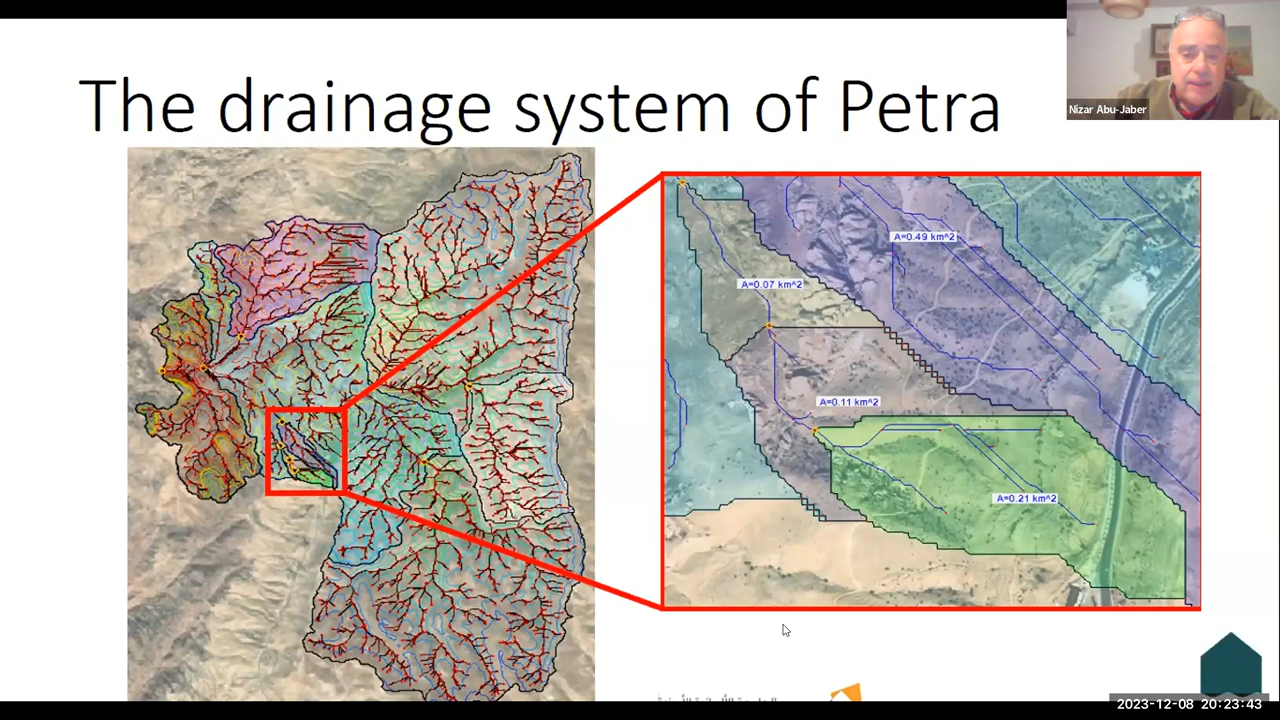 The drainage system of Petra
Nizar Abu-Jaber
A=0.49 km^2
A=0.07 km^2
A=0.11 km^2
A=0.21 km^2
2023-12-08 20:23:43